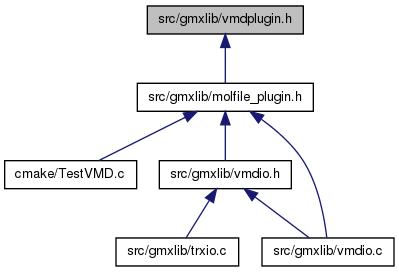 src/gmxlib/vmdplugin.h
src/gmxlib/molfile_plugin.h
cmake/TestVMD.c
src/gmxlib/vmdio.h
src/gmxlib/trxio.c
src/gmxlib/vmdio.c